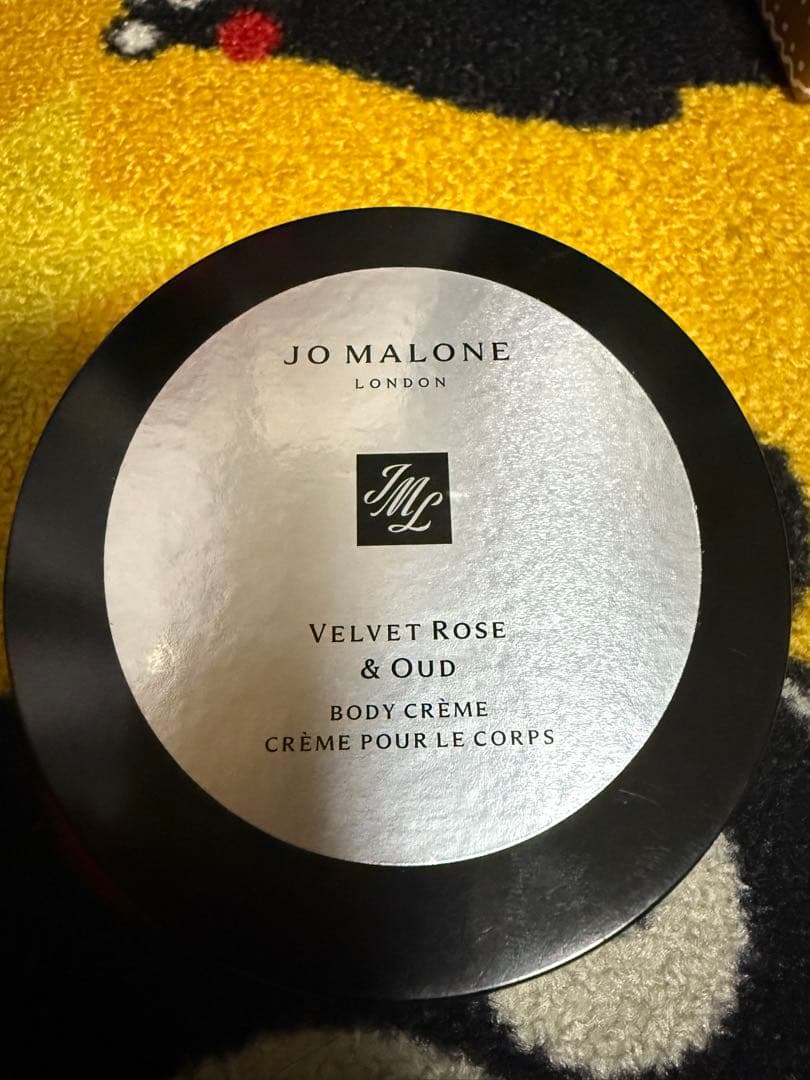 JO MALONE
LONDON
JML
VELVET ROSE
& OUD
BODY CRÈME
CRÈME POUR LE CORPS